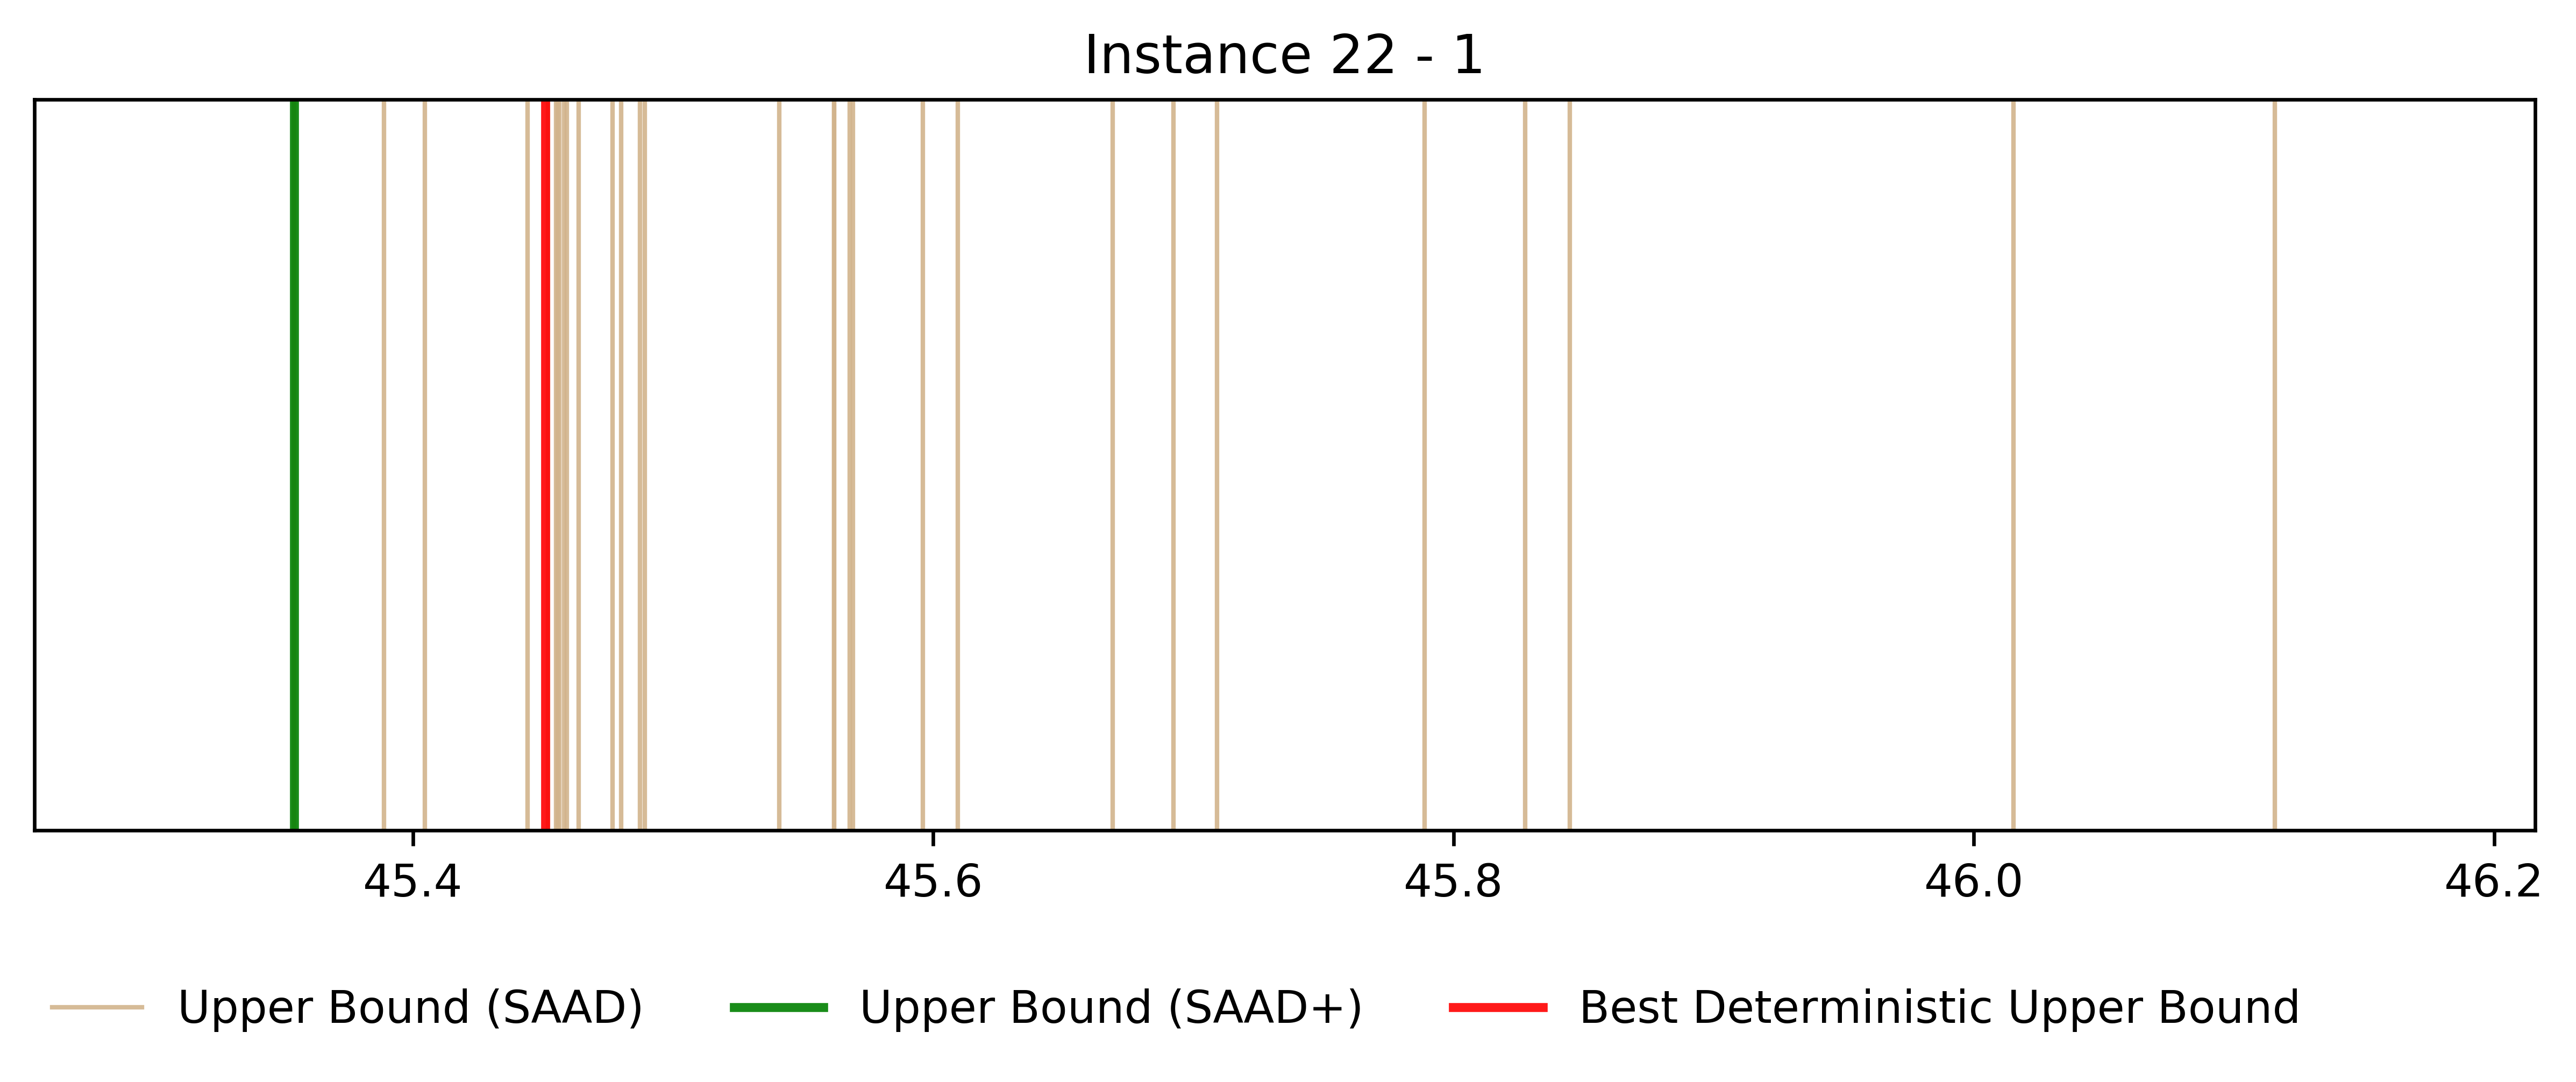 Instance 22 - 1
45.4 45.6 45.8 46.0 46.2
Upper Bound (SAAD) Upper Bound (SAAD+) Best Deterministic Upper Bound